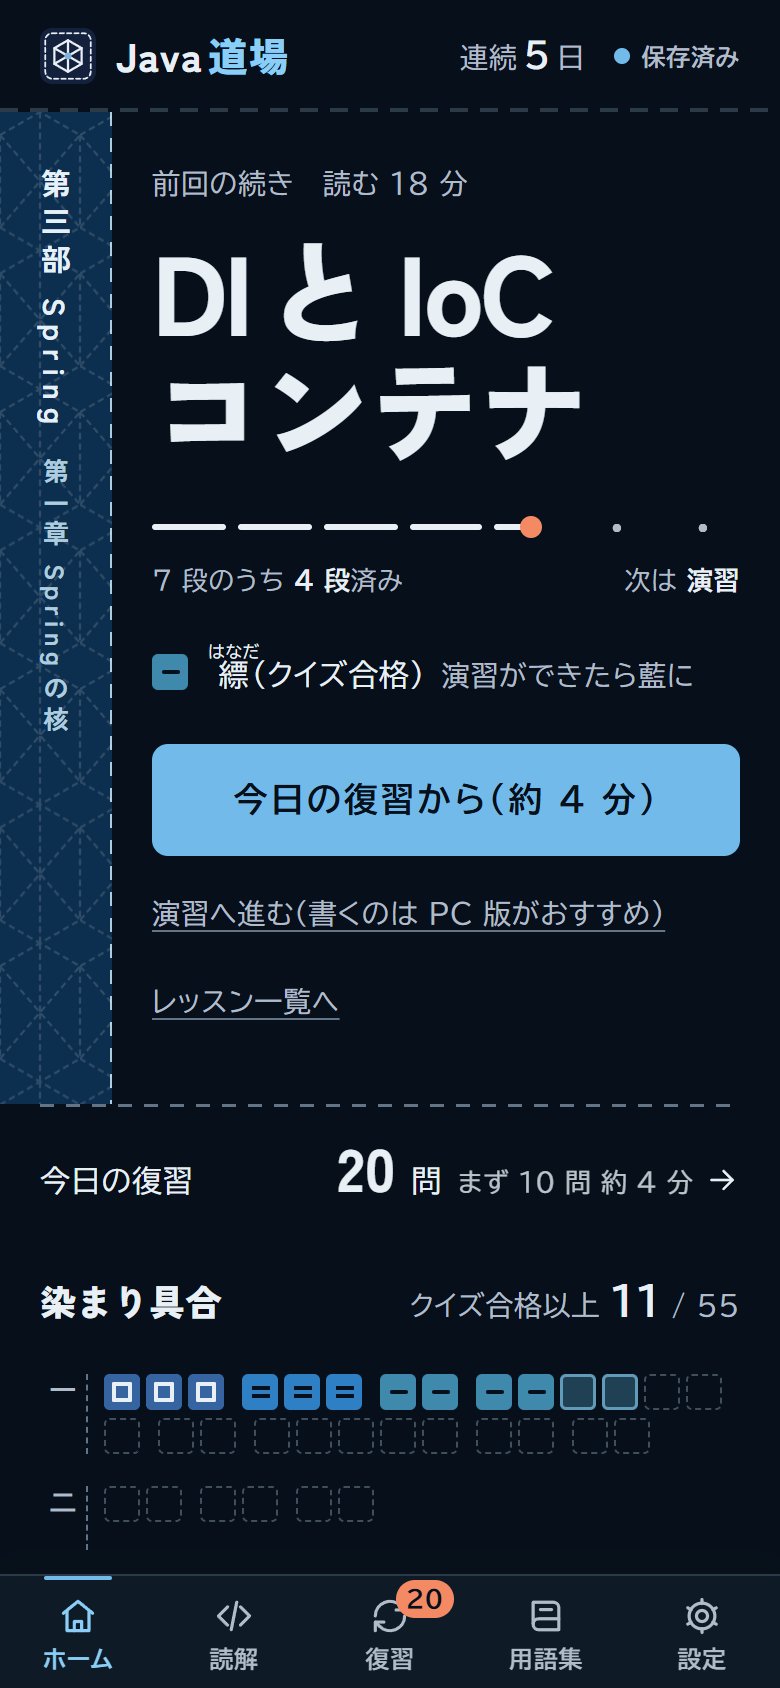 Java 道場
連続 5 日
保存済み
第三部 Spring 第一章 Spring の核
前回の続き 読む 18 分
DI と IoC
コンテナ
7 段のうち 4 段済み
次は 演習
はなだ
縹(クイズ合格) 演習ができたら藍に
今日の復習から(約 4 分)
演習へ進む(書くのは PC 版がおすすめ)
レッスン一覧へ
今日の復習
20 問 まず 10 問 約 4 分 →
染まり具合
クイズ合格以上 11 / 55
一
二
20
ホーム
読解
復習
用語集
設定